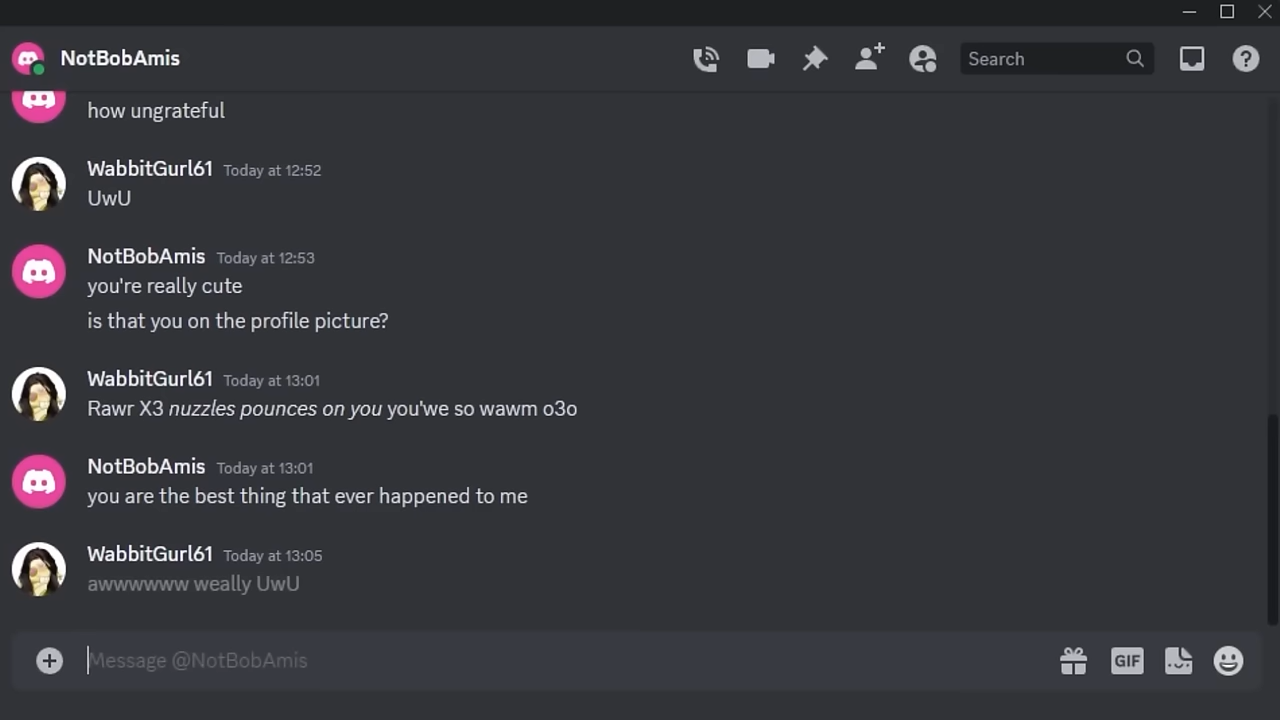 NotBobAmis
Search
how ungrateful
WabbitGurl61 Today at 12:52
UwU
NotBobAmis Today at 12:53
you're really cute
is that you on the profile picture?
WabbitGurl61 Today at 13:01
Rawr X3 nuzzles pounces on you you'we so wawm o3o
NotBobAmis Today at 13:01
you are the best thing that ever happened to me
WabbitGurl61 Today at 13:05
awwwwww weally UwU
Message @NotBobAmis
GIF